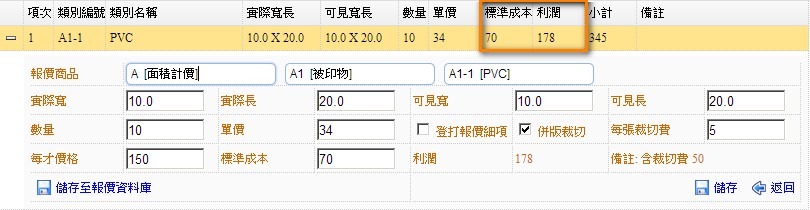 項次 類別編號 類別名稱 實際寬長 可見寬長 數量 單價 標準成本 利潤 小計 備註
1 A1-1 PVC 10.0 X 20.0 10.0 X 20.0 10 34 70 178 345
報價商品 A [面積計價] A1 [被印物] A1-1 [PVC]
實際寬 10.0 實際長 20.0 可見寬 10.0 可見長 20.0
數量 10 單價 34 登打報價細項 併版裁切 每張裁切費 5
每才價格 150 標準成本 70 利潤 178 備註: 含裁切費 50
儲存至報價資料庫 儲存 返回